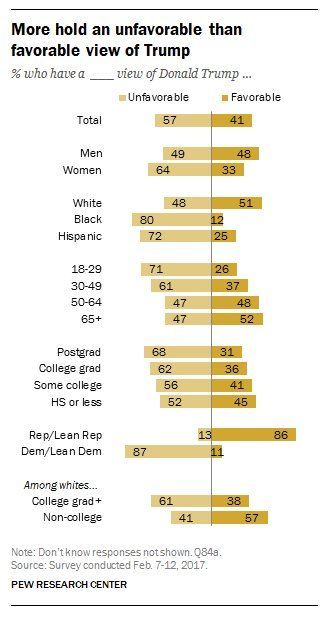 More hold an unfavorable than
favorable view of Trump
% who have a ___ view of Donald Trump ...
Unfavorable Favorable
Total 57 41
Men 49 48
Women 64 33
White 48 51
Black 80 12
Hispanic 72 25
18-29 71 26
30-49 61 37
50-64 47 48
65+ 47 52
Postgrad 68 31
College grad 62 36
Some college 56 41
HS or less 52 45
Rep/Lean Rep 13 86
Dem/Lean Dem 87 11
Among whites...
College grad+ 61 38
Non-college 41 57
Note: Don't know responses not shown. Q84a.
Source: Survey conducted Feb. 7-12, 2017.
PEW RESEARCH CENTER